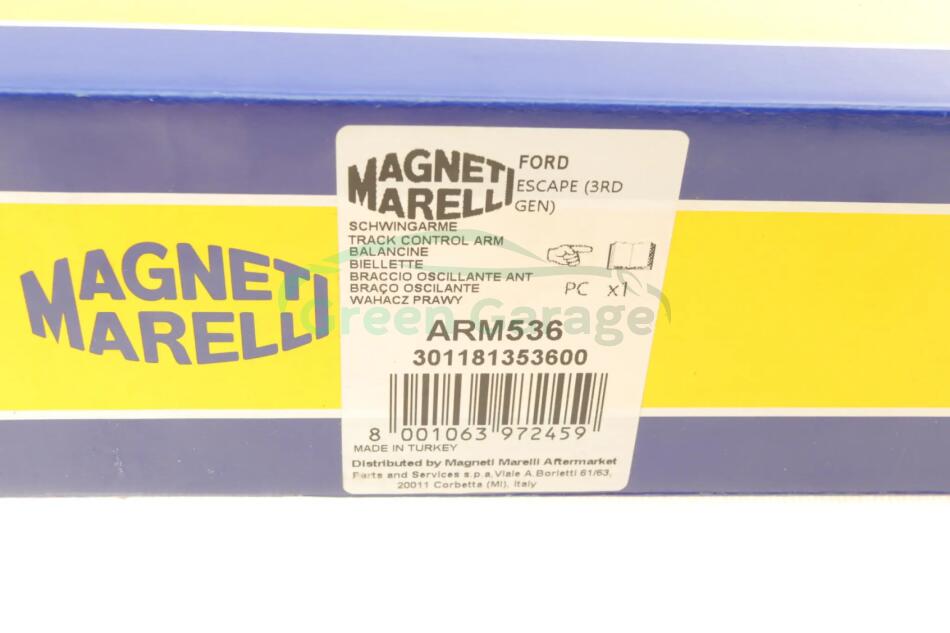 MAGNETI
MARELLI
MAGNETI
MARELLI
FORD
ESCAPE (3RD
GEN)
SCHWINGARME
TRACK CONTROL ARM
BALANCINE
BIELLETTE
BRACCIO OSCILLANTE ANT
BRAÇO OSCILANTE
WAHACZ PRAWY
PC x1
Green Garage
ARM536
301181353600
8 001063 972459
MADE IN TURKEY
Distributed by Magneti Marelli Aftermarket
Parts and Services s.p.a, Viale A.Borletti 61/63,
20011 Corbetta (MI), Italy